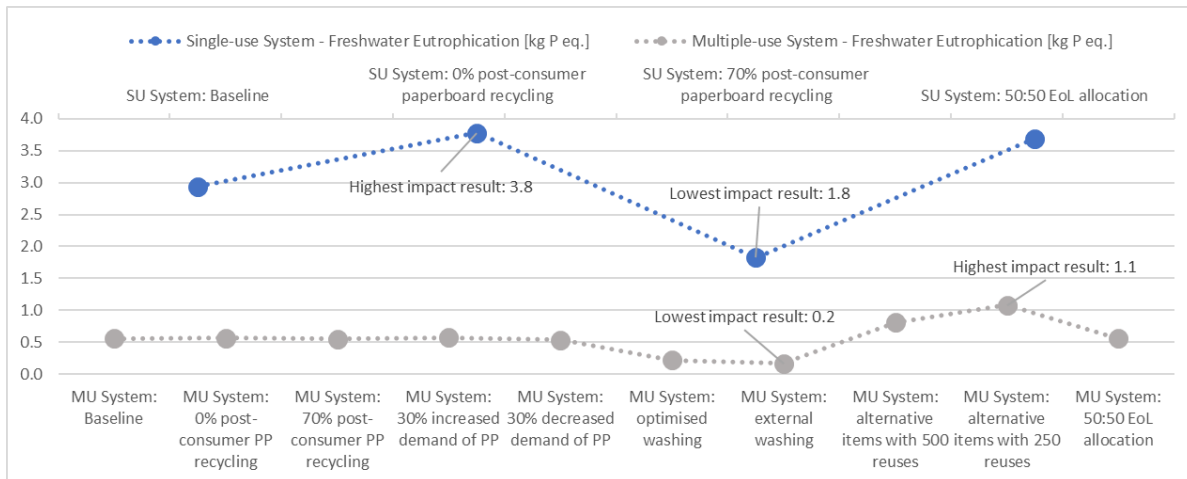 Single-use System - Freshwater Eutrophication [kg P eq.]
Multiple-use System - Freshwater Eutrophication [kg P eq.]
SU System: Baseline
SU System: 0% post-consumer
paperboard recycling
SU System: 70% post-consumer
paperboard recycling
SU System: 50:50 EoL allocation
4.0
3.5
3.0
2.5
2.0
1.5
1.0
0.5
0.0
Highest impact result: 3.8
Lowest impact result: 1.8
Highest impact result: 1.1
Lowest impact result: 0.2
MU System:
Baseline
MU System:
0% post-
consumer PP
recycling
MU System:
70% post-
consumer PP
recycling
MU System:
30% increased
demand of PP
MU System:
30% decreased
demand of PP
MU System:
optimised
washing
MU System:
external
washing
MU System:
alternative
items with 500
reuses
MU System:
alternative
items with 250
reuses
MU System:
50:50 EoL
allocation